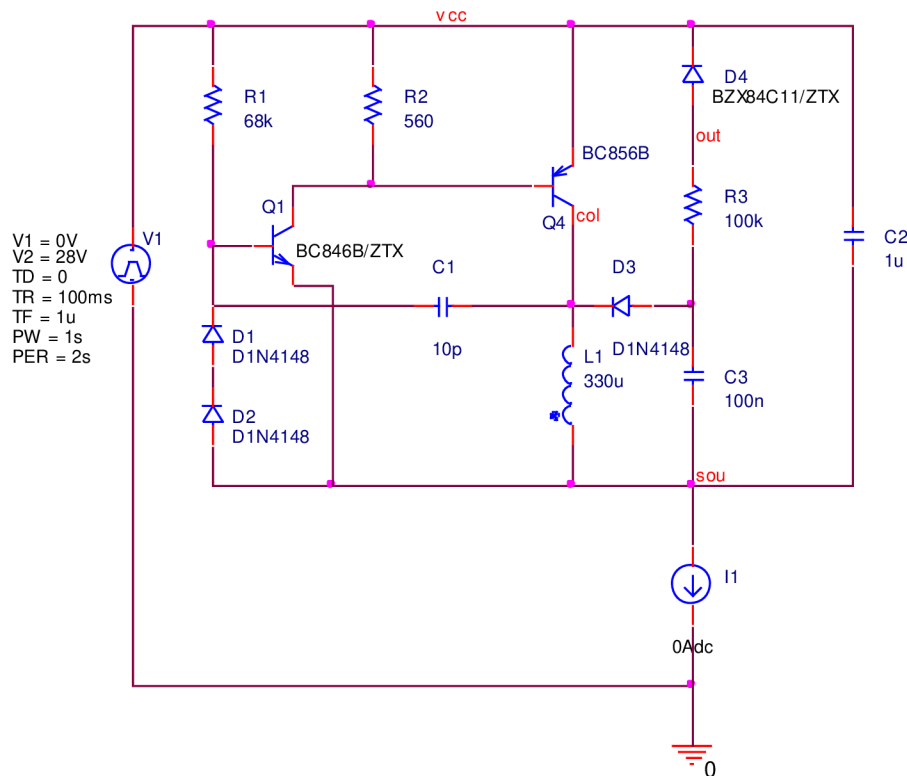 vcc
R1
68k
R2
560
D4
BZX84C11/ZTX
out
BC856B
R3
100k
Q1
col
Q4
V1
V1 = 0V
V2 = 28V
TD = 0
TR = 100ms
TF = 1u
PW = 1s
PER = 2s
BC846B/ZTX
C2
1u
C1
10p
D3
D1N4148
D1
D1N4148
L1
330u
C3
100n
D2
D1N4148
sou
I1
0Adc
0